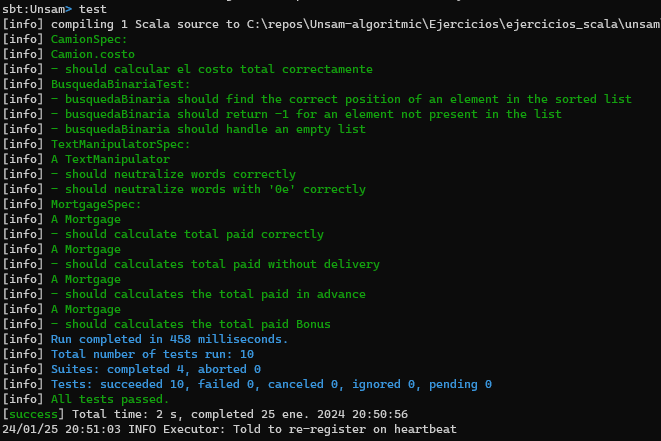 sbt:Unsam> test
[info] compiling 1 Scala source to C:\repos\Unsam-algoritmic\Ejercicios\ejercicios_scala\unsam
[info] CamionSpec:
[info] Camion.costo
[info] - should calcular el costo total correctamente
[info] BusquedaBinariaTest:
[info] - busquedaBinaria should find the correct position of an element in the sorted list
[info] - busquedaBinaria should return -1 for an element not present in the list
[info] - busquedaBinaria should handle an empty list
[info] TextManipulatorSpec:
[info] A TextManipulator
[info] - should neutralize words correctly
[info] - should neutralize words with '0e' correctly
[info] MortgageSpec:
[info] A Mortgage
[info] - should calculate total paid correctly
[info] A Mortgage
[info] - should calculates total paid without delivery
[info] A Mortgage
[info] - should calculates the total paid in advance
[info] A Mortgage
[info] - should calculates the total paid Bonus
[info] Run completed in 458 milliseconds.
[info] Total number of tests run: 10
[info] Suites: completed 4, aborted 0
[info] Tests: succeeded 10, failed 0, canceled 0, ignored 0, pending 0
[info] All tests passed.
[success] Total time: 2 s, completed 25 ene. 2024 20:50:56
24/01/25 20:51:03 INFO Executor: Told to re-register on heartbeat